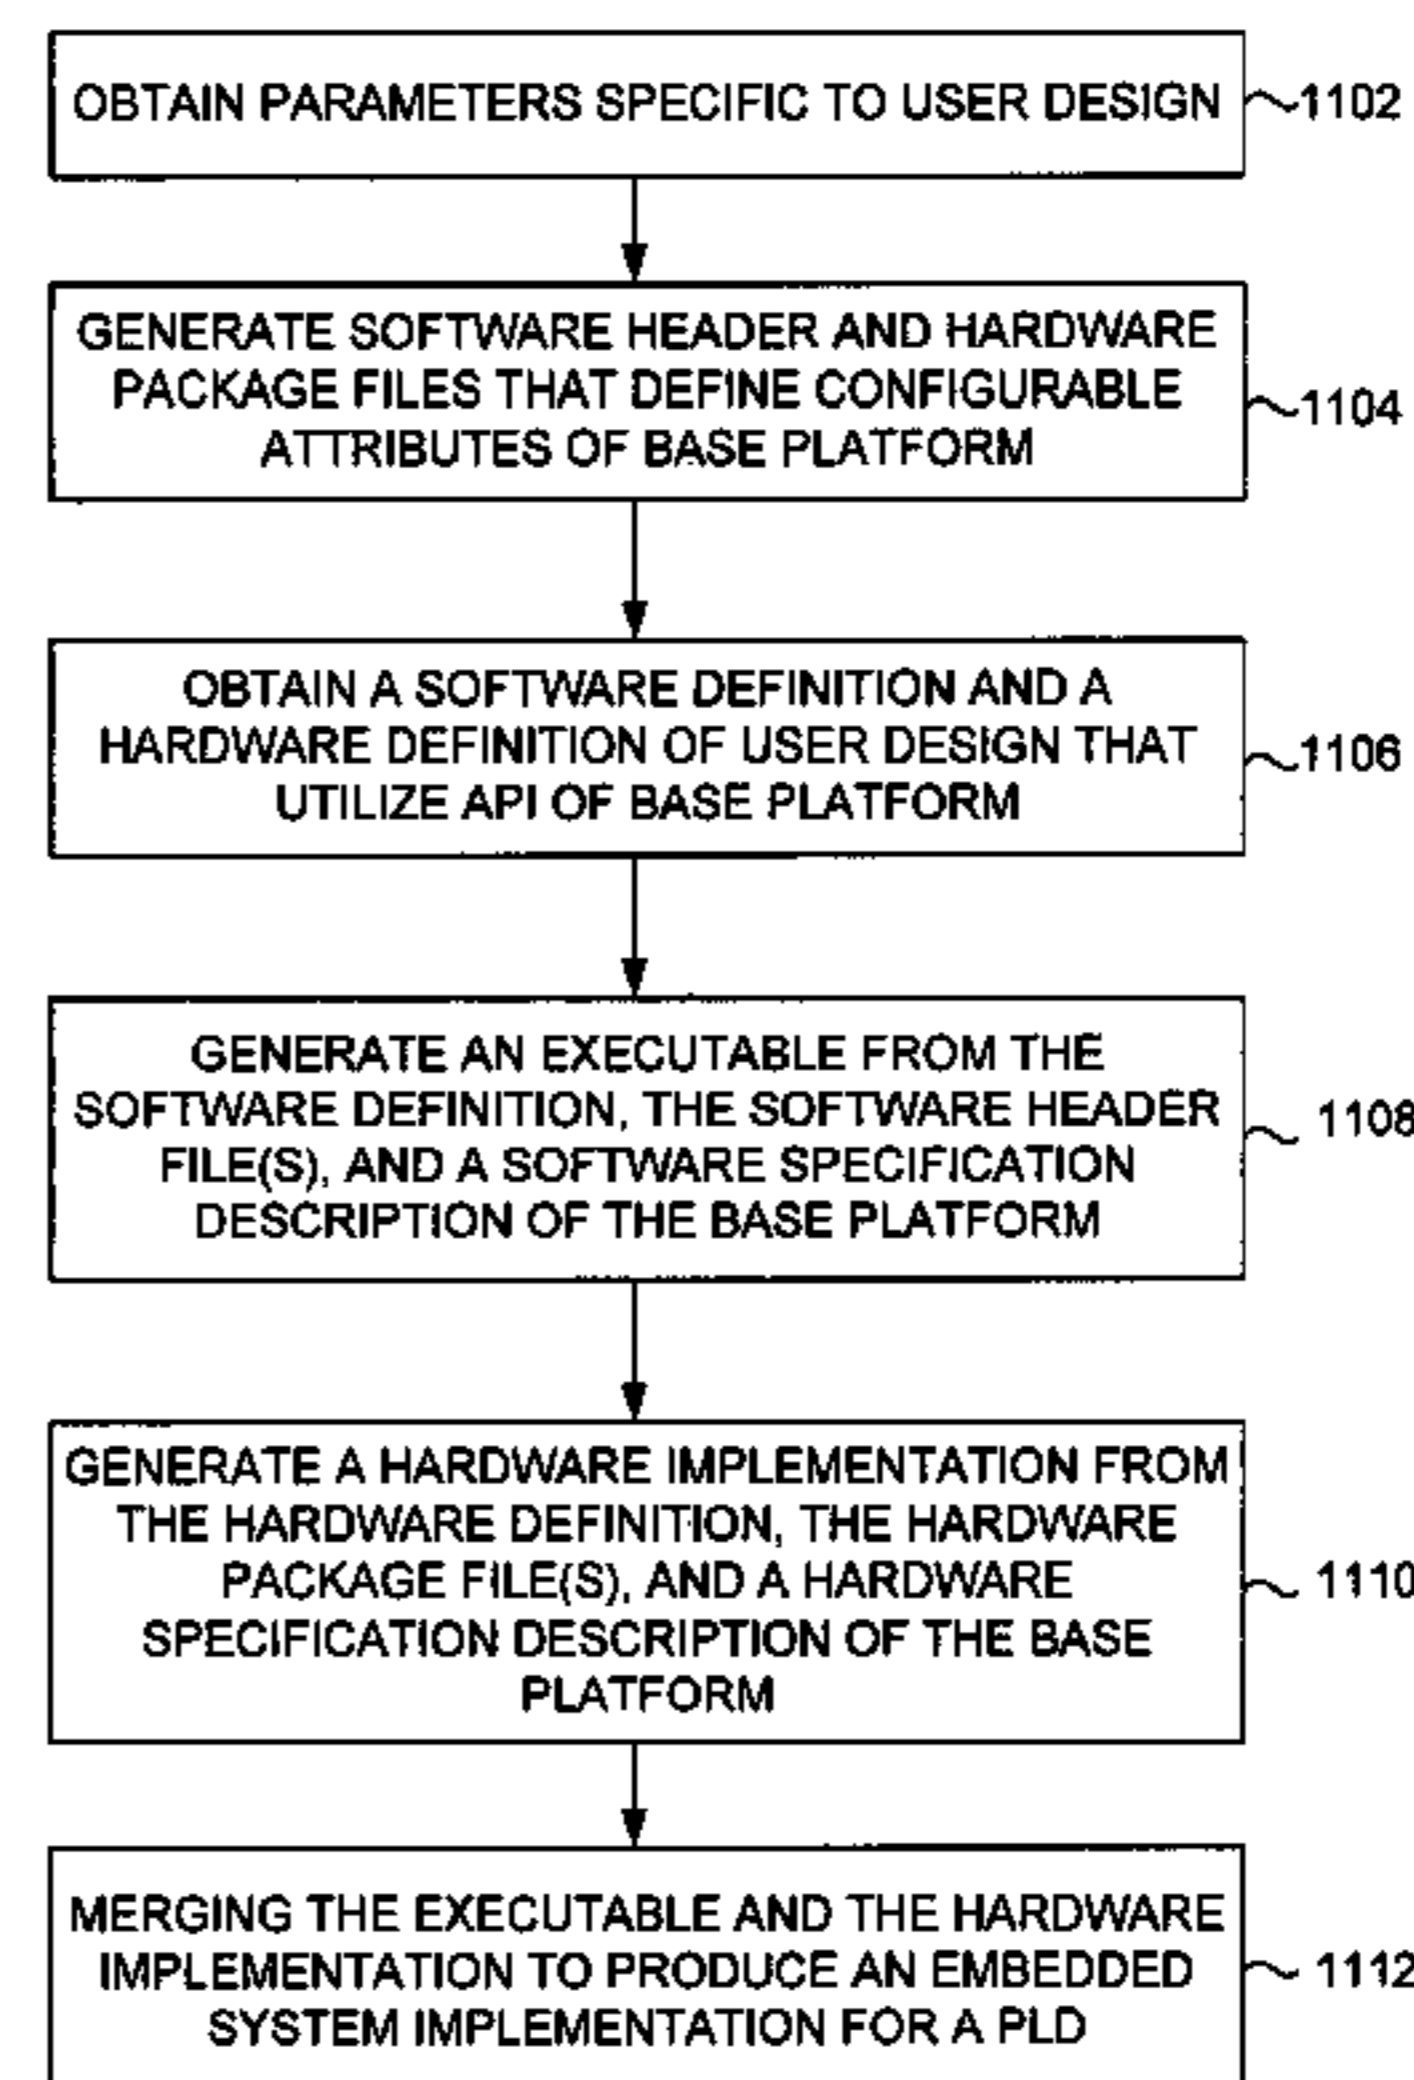 OBTAIN PARAMETERS SPECIFIC TO USER DESIGN
1102
GENERATE SOFTWARE HEADER AND HARDWARE
PACKAGE FILES THAT DEFINE CONFIGURABLE
ATTRIBUTES OF BASE PLATFORM
1104
OBTAIN A SOFTWARE DEFINITION AND A
HARDWARE DEFINITION OF USER DESIGN THAT
UTILIZE API OF BASE PLATFORM
1106
GENERATE AN EXECUTABLE FROM THE
SOFTWARE DEFINITION, THE SOFTWARE HEADER
FILE(S), AND A SOFTWARE SPECIFICATION
DESCRIPTION OF THE BASE PLATFORM
1108
GENERATE A HARDWARE IMPLEMENTATION FROM
THE HARDWARE DEFINITION, THE HARDWARE
PACKAGE FILE(S), AND A HARDWARE
SPECIFICATION DESCRIPTION OF THE BASE
PLATFORM
1110
MERGING THE EXECUTABLE AND THE HARDWARE
IMPLEMENTATION TO PRODUCE AN EMBEDDED
SYSTEM IMPLEMENTATION FOR A PLD
1112